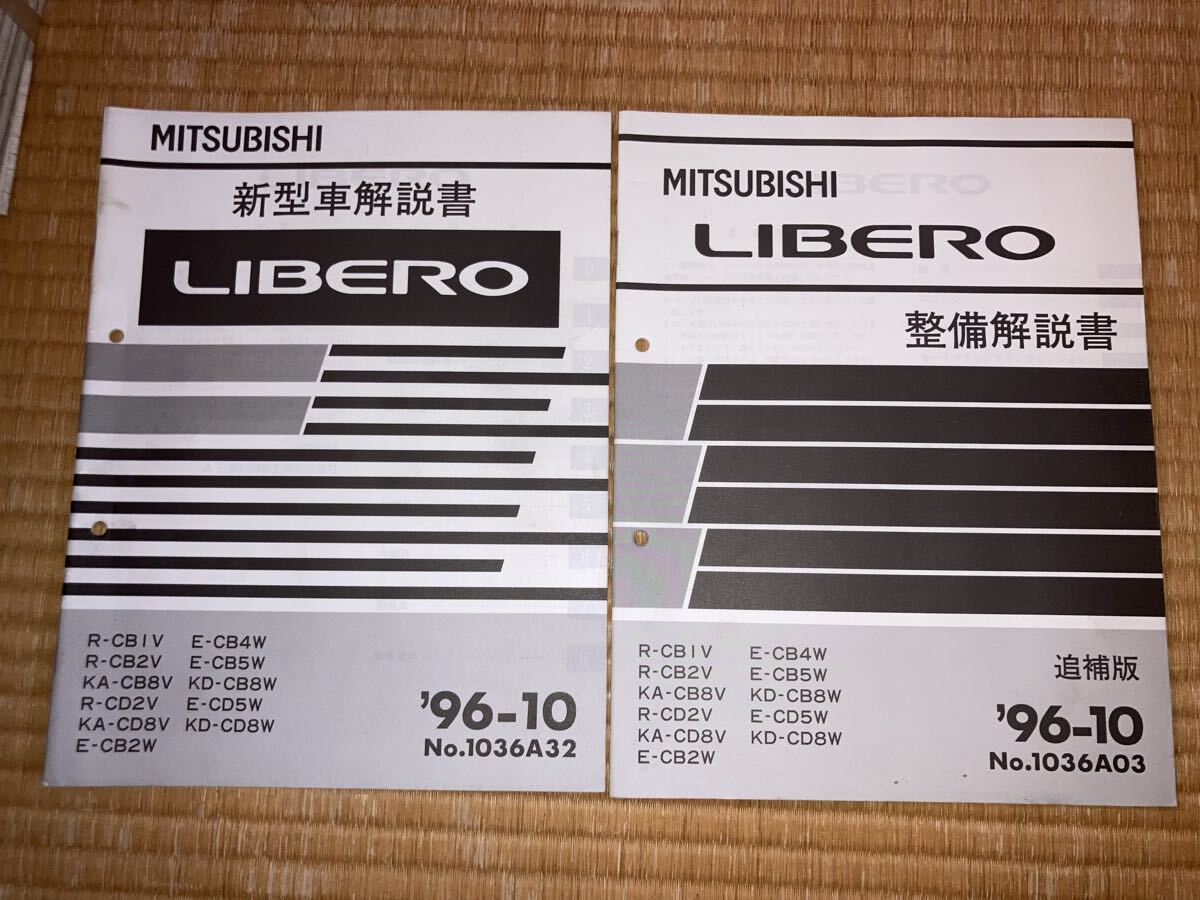 MITSUBISHI
新型車解説書
LIBERO
R-CB1V E-CB4W
R-CB2V E-CB5W
KA-CB8V KD-CB8W
R-CD2V E-CD5W
KA-CD8V KD-CD8W
E-CB2W
'96-10
No.1036A32
MITSUBISHI
LIBERO
整備解説書
R-CB1V E-CB4W
R-CB2V E-CB5W
KA-CB8V KD-CB8W
R-CD2V E-CD5W
KA-CD8V KD-CD8W
E-CB2W
追補版
'96-10
No.1036A03